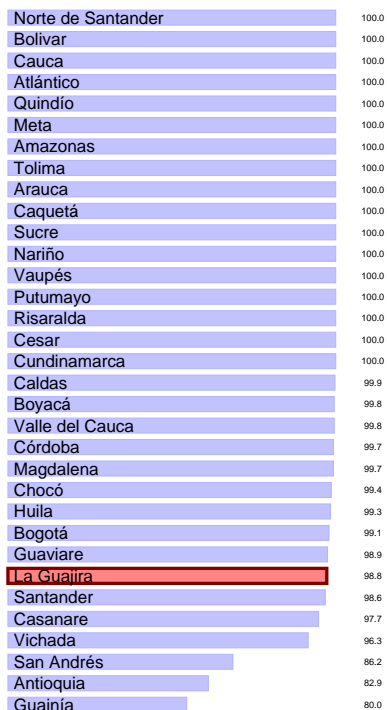 Norte de Santander 100.0
Bolivar 100.0
Cauca 100.0
Atlántico 100.0
Quindío 100.0
Meta 100.0
Amazonas 100.0
Tolima 100.0
Arauca 100.0
Caquetá 100.0
Sucre 100.0
Nariño 100.0
Vaupés 100.0
Putumayo 100.0
Risaralda 100.0
Cesar 100.0
Cundinamarca 100.0
Caldas 99.9
Boyacá 99.8
Valle del Cauca 99.8
Córdoba 99.7
Magdalena 99.7
Chocó 99.4
Huila 99.3
Bogotá 99.1
Guaviare 98.9
La Guajira 98.8
Santander 98.6
Casanare 97.7
Vichada 96.3
San Andrés 86.2
Antioquia 82.9
Guainía 80.0